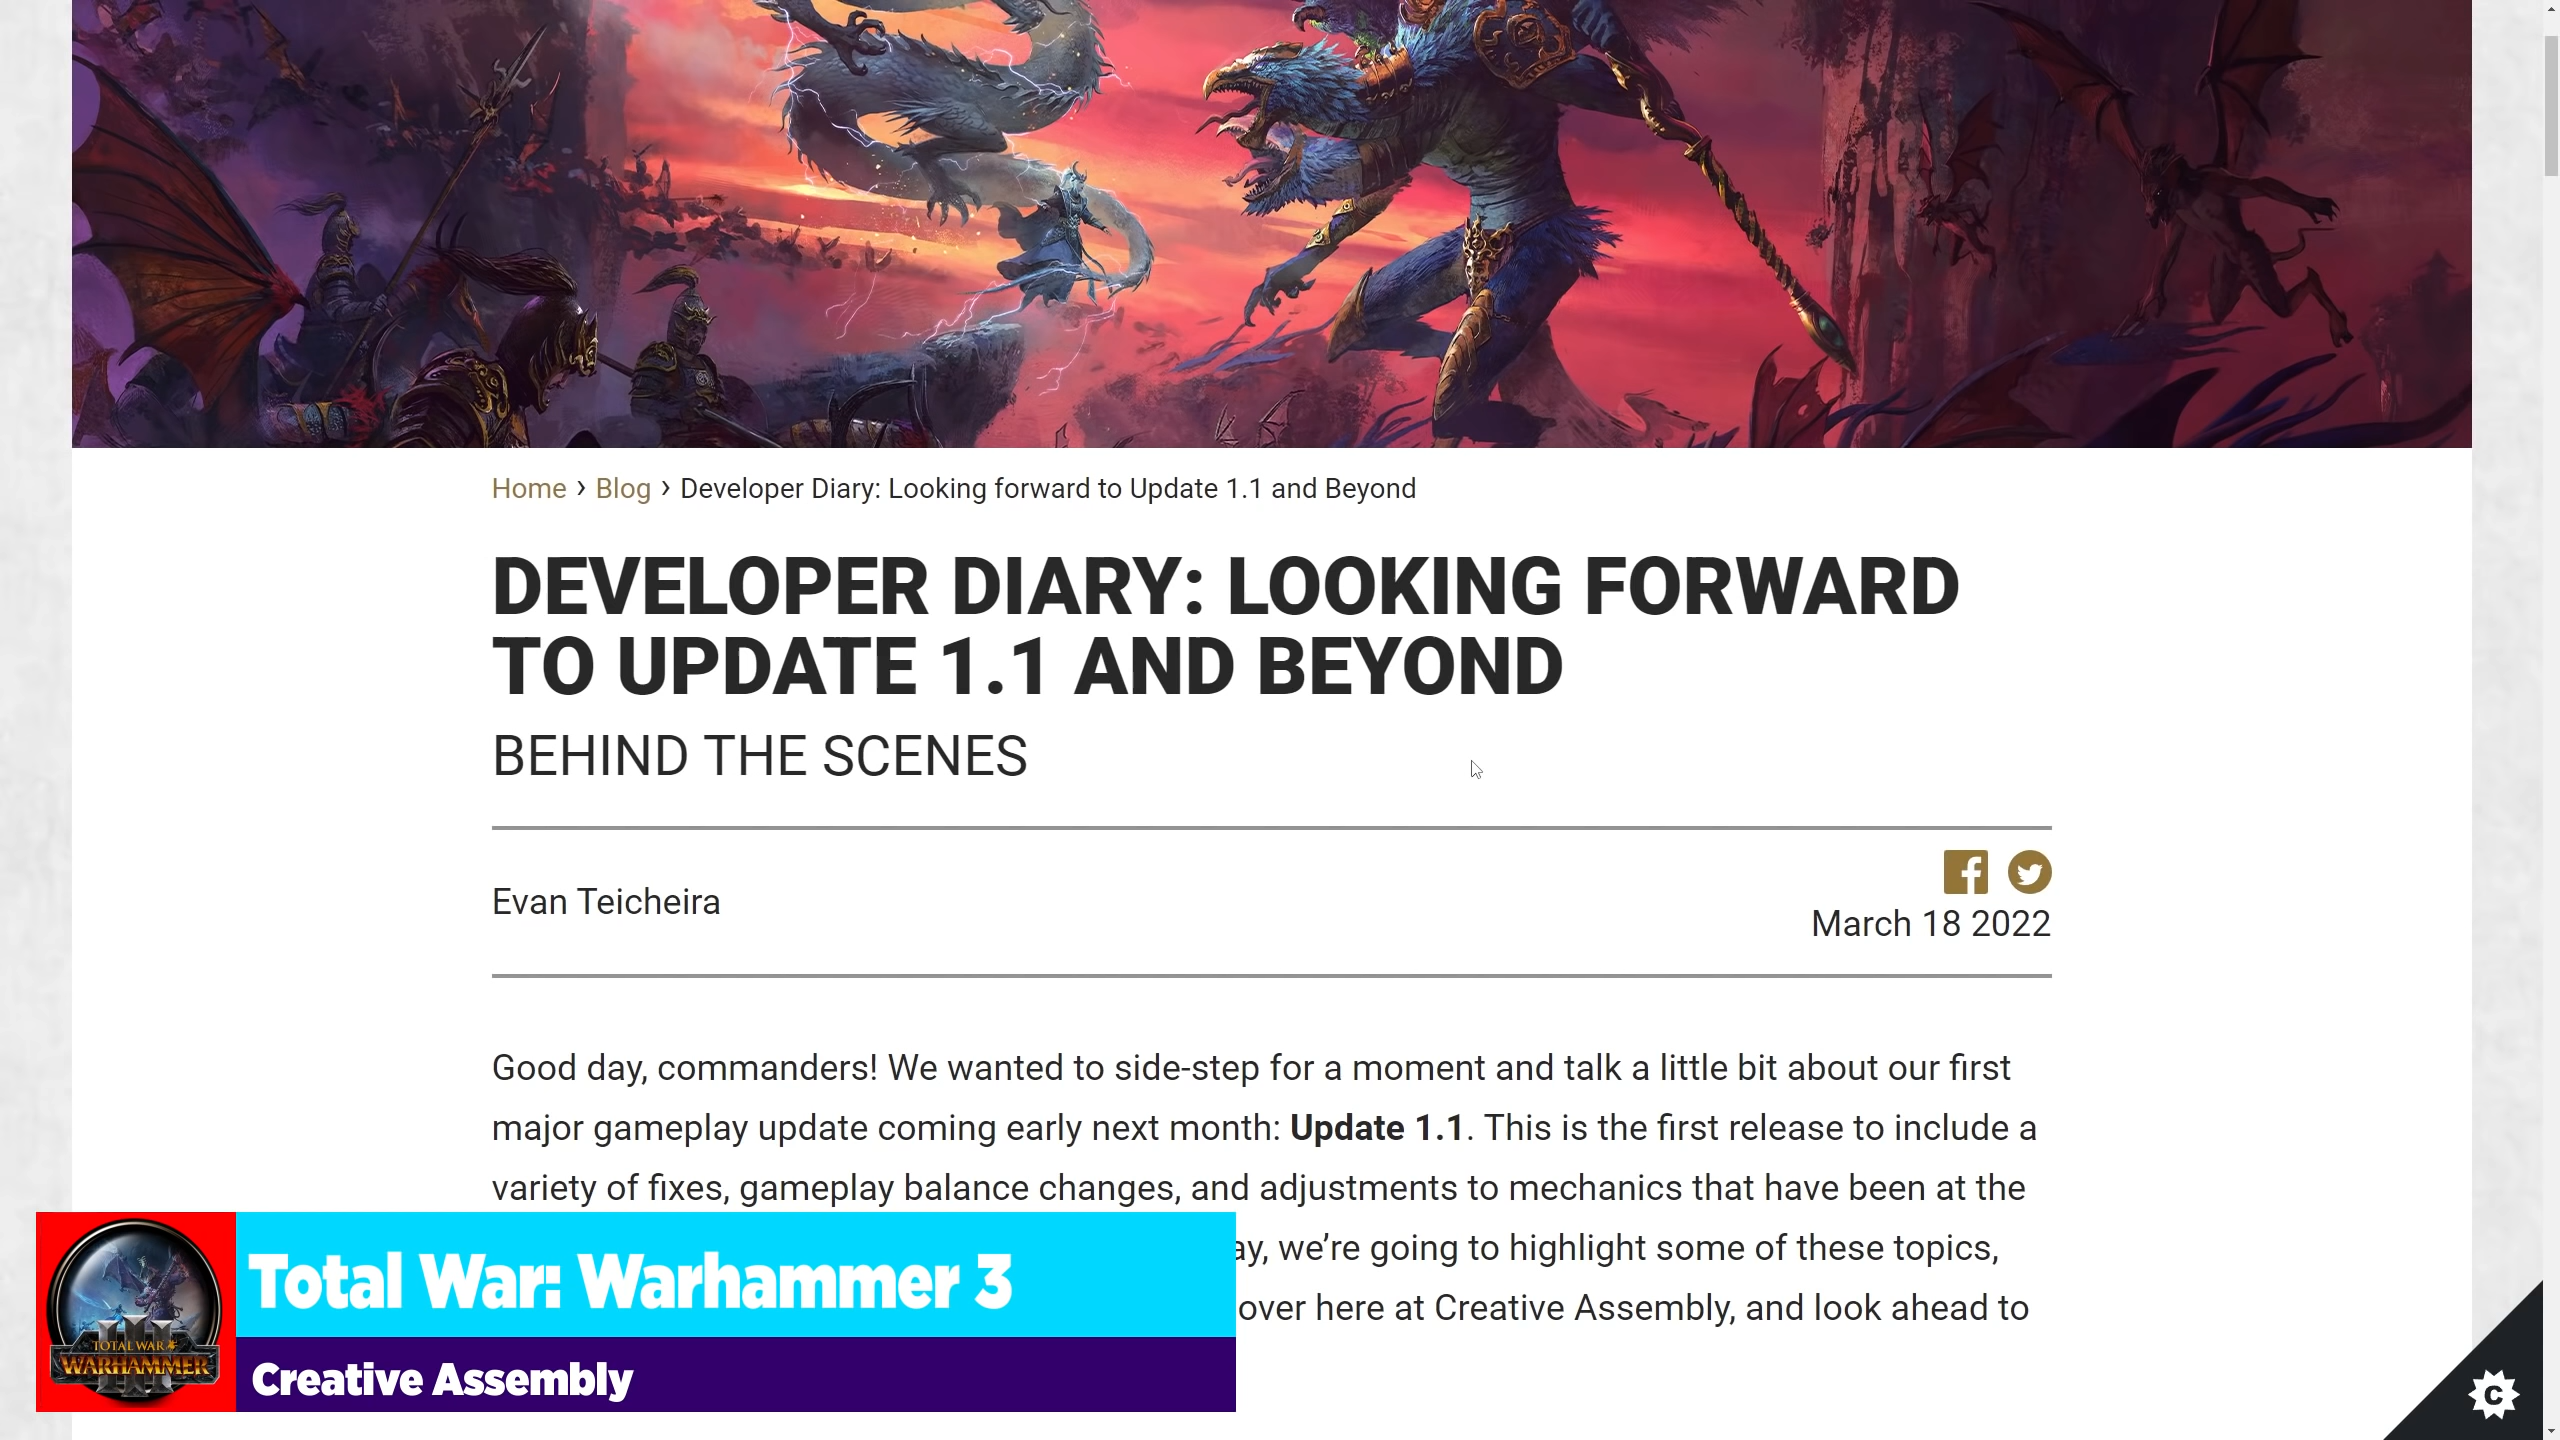 Home › Blog › Developer Diary: Looking forward to Update 1.1 and Beyond
DEVELOPER DIARY: LOOKING FORWARD
TO UPDATE 1.1 AND BEYOND
BEHIND THE SCENES
Evan Teicheira
March 18 2022
Good day, commanders! We wanted to side-step for a moment and talk a little bit about our first
major gameplay update coming early next month: Update 1.1. This is the first release to include a
variety of fixes, gameplay balance changes, and adjustments to mechanics that have been at the
ay, we’re going to highlight some of these topics,
over here at Creative Assembly, and look ahead to
Total War: Warhammer 3
Creative Assembly
TOTAL WAR
WARHAMMER
III
C